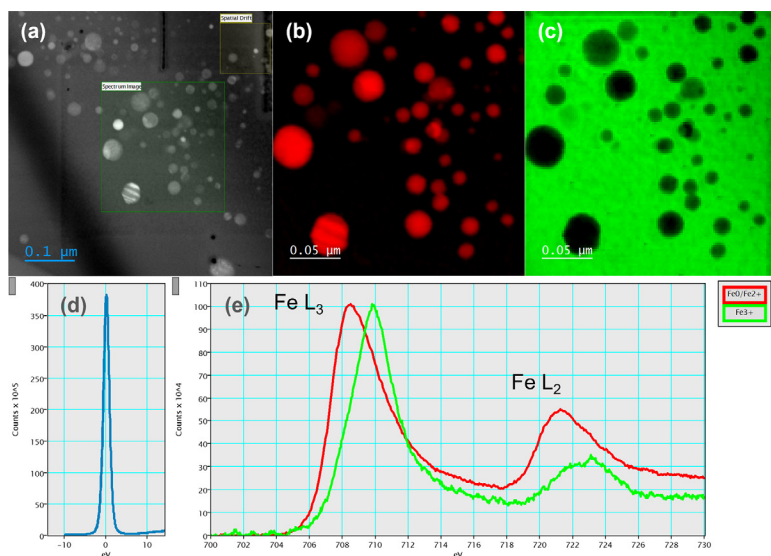 (a)
Spatial Drift
Spectrum Image
0.1 µm
(b)
0.05 µm
(c)
0.05 µm
(d)
Counts x 10^5
400
350
300
250
200
150
100
50
0
-10 0 10
eV
(e)
Fe L3
Fe L2
Counts x 10^4
110
100
90
80
70
60
50
40
30
20
10
0
700 702 704 706 708 710 712 714 716 718 720 722 724 726 728 730
eV
Fe0/Fe2+
Fe3+